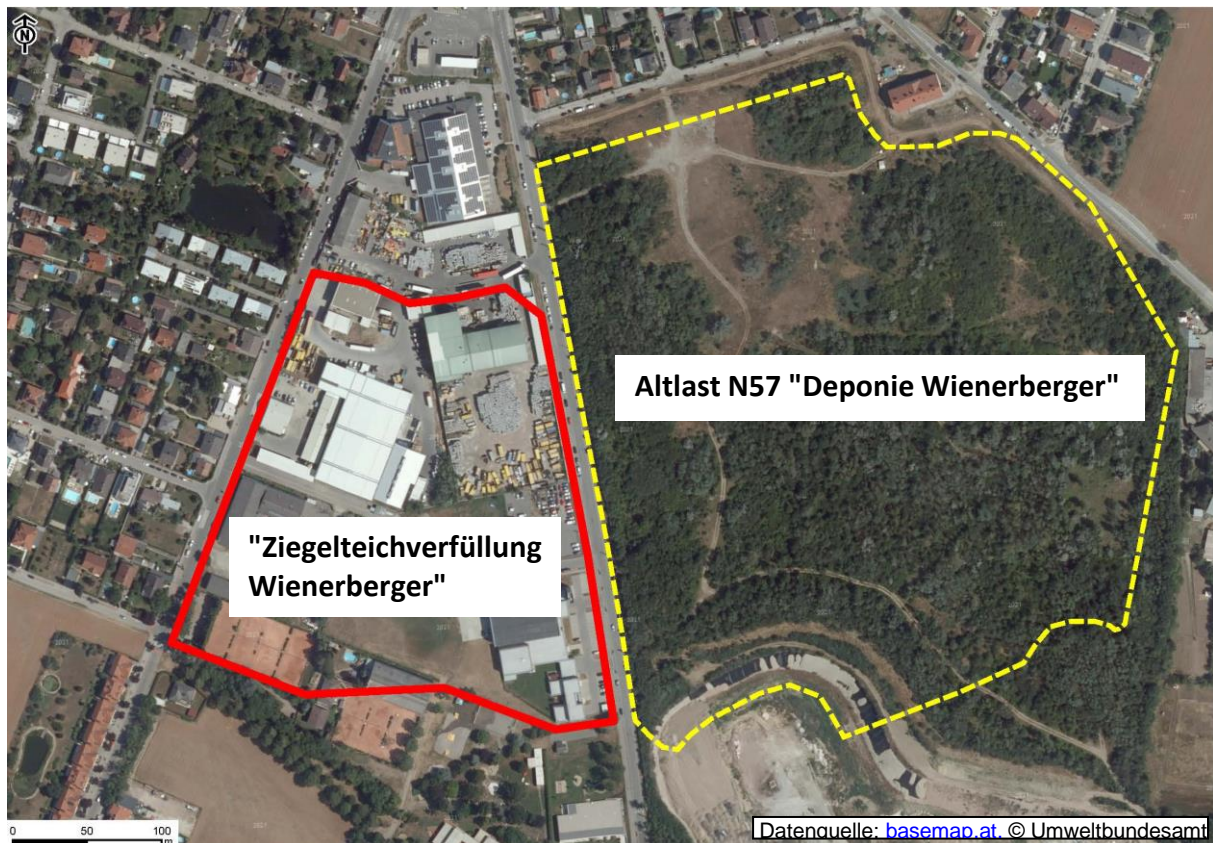 N
Altlast N57 "Deponie Wienerberger"
"Ziegelteichverfüllung
Wienerberger"
0 50 100
m
Datenquelle: basemap.at, © Umweltbundesamt